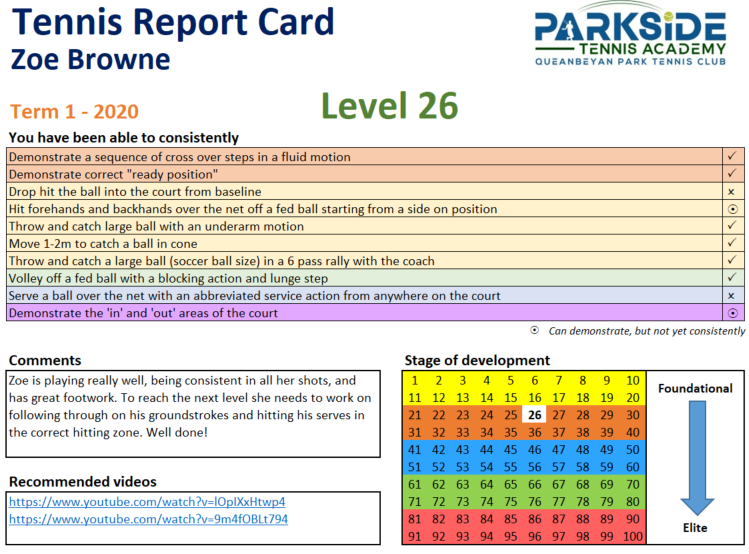 Tennis Report Card
Zoe Browne
PARKSIDE
TENNIS ACADEMY
QUEANBEYAN PARK TENNIS CLUB
Term 1 - 2020
Level 26
You have been able to consistently
Demonstrate a sequence of cross over steps in a fluid motion ✓
Demonstrate correct "ready position" ✓
Drop hit the ball into the court from baseline x
Hit forehands and backhands over the net off a fed ball starting from a side on position ☉
Throw and catch large ball with an underarm motion ✓
Move 1-2m to catch a ball in cone ✓
Throw and catch a large ball (soccer ball size) in a 6 pass rally with the coach ✓
Volley off a fed ball with a blocking action and lunge step ✓
Serve a ball over the net with an abbreviated service action from anywhere on the court x
Demonstrate the 'in' and 'out' areas of the court ☉
☉ Can demonstrate, but not yet consistently
Comments
Zoe is playing really well, being consistent in all her shots, and
has great footwork. To reach the next level she needs to work on
following through on his groundstrokes and hitting his serves in
the correct hitting zone. Well done!
Recommended videos
https://www.youtube.com/watch?v=lOpIXxHtwp4
https://www.youtube.com/watch?v=9m4fOBLt794
Stage of development
1 2 3 4 5 6 7 8 9 10
11 12 13 14 15 16 17 18 19 20
21 22 23 24 25 26 27 28 29 30
31 32 33 34 35 36 37 38 39 40
41 42 43 44 45 46 47 48 49 50
51 52 53 54 55 56 57 58 59 60
61 62 63 64 65 66 67 68 69 70
71 72 73 74 75 76 77 78 79 80
81 82 83 84 85 86 87 88 89 90
91 92 93 94 95 96 97 98 99 100
Foundational
Elite